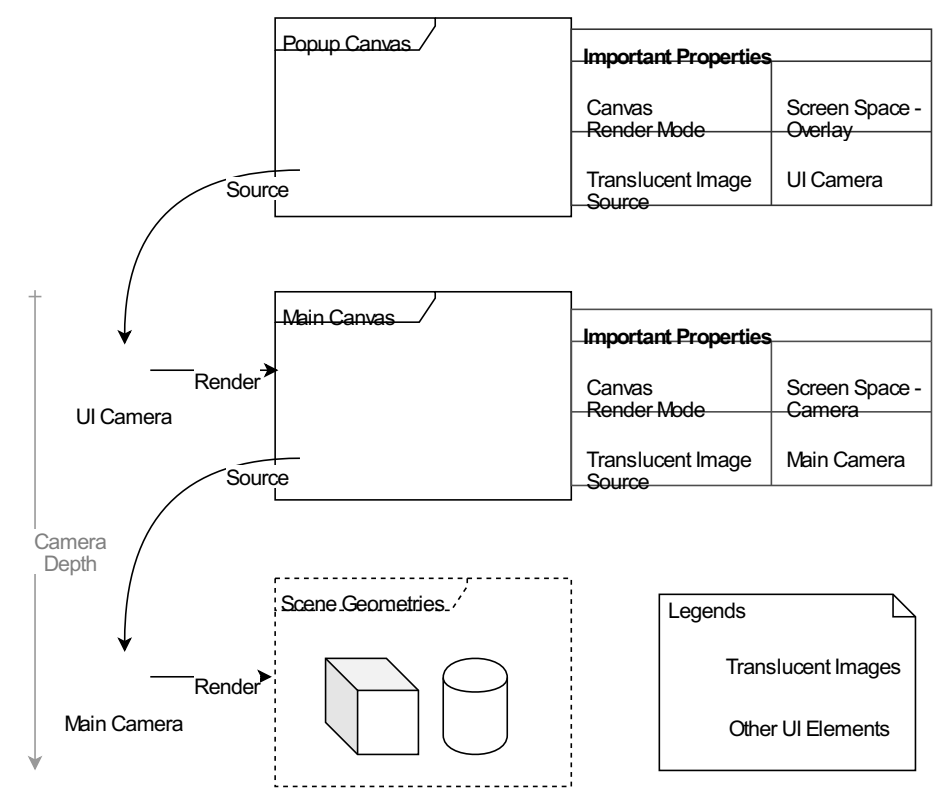 Popup Canvas
Important Properties
Canvas
Render Mode
Screen Space -
Overlay
Translucent Image
Source
UI Camera
Source
Main Canvas
Important Properties
Canvas
Render Mode
Screen Space -
Camera
Translucent Image
Source
Main Camera
Render
UI Camera
Source
Camera
Depth
Scene Geometries
Render
Main Camera
Legends
Translucent Images
Other UI Elements